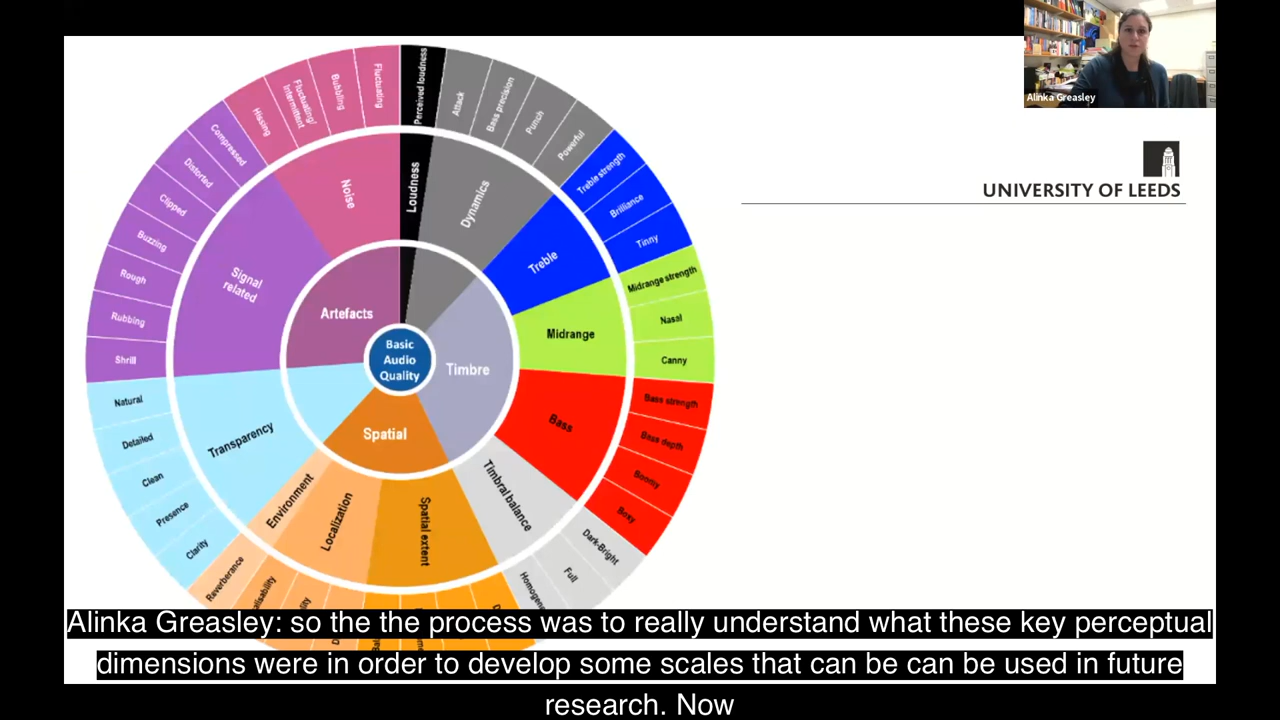 Alinka Greasley
UNIVERSITY OF LEEDS
Basic
Audio
Quality
Loudness
Perceived loudness
Dynamics
Attack
Bass precision
Punch
Powerful
Timbre
Treble
Treble strength
Brilliance
Tinny
Midrange
Midrange strength
Nasal
Canny
Bass
Bass strength
Bass depth
Boomy
Boxy
Timbral balance
Dark-Bright
Full
Spatial
Spatial extent
Localization
Environment
Reverberance
Transparency
Clarity
Presence
Clean
Detailed
Natural
Artefacts
Signal
related
Shrill
Rubbing
Rough
Buzzing
Clipped
Distorted
Compressed
Noise
Hissing
Fluctuating/
Intermittent
Bubbling
Fluctuating
Alinka Greasley: so the the process was to really understand what these key perceptual
dimensions were in order to develop some scales that can be can be used in future
research. Now